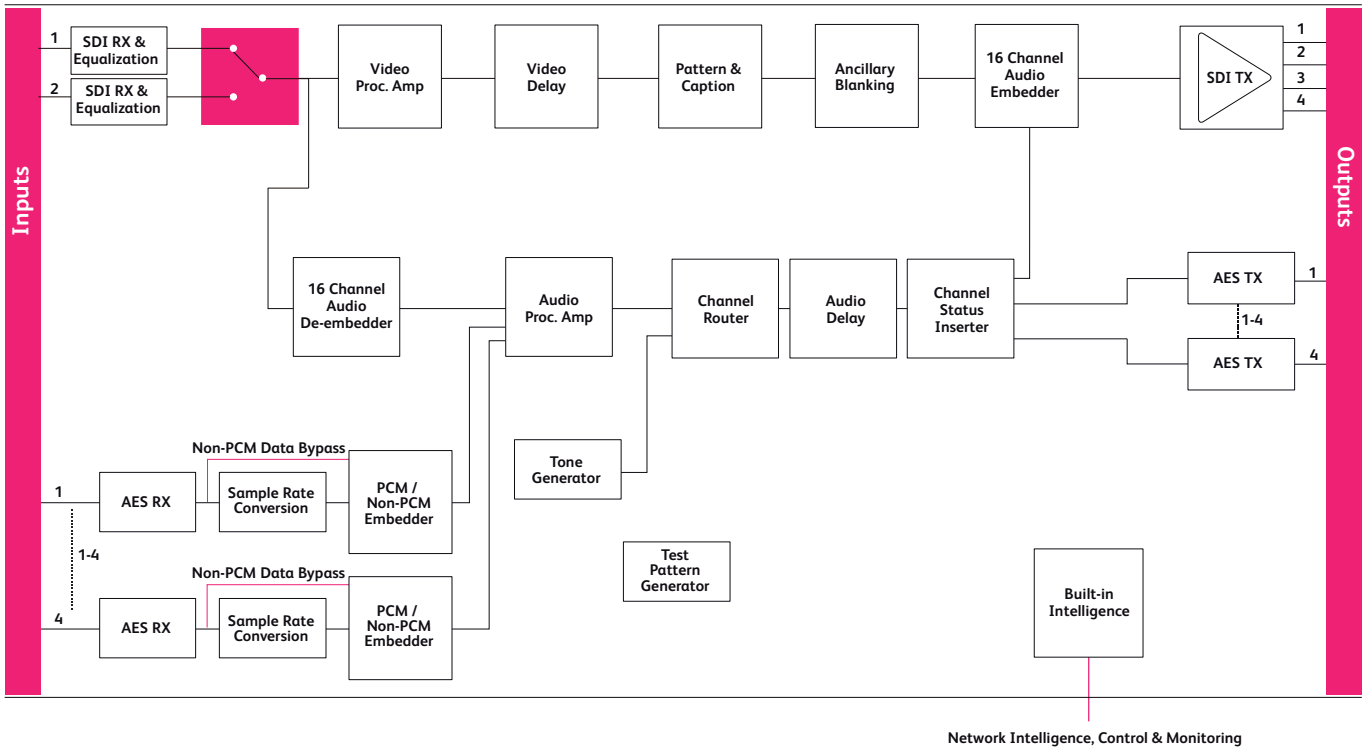 Inputs
1
SDI RX &
Equalization
2
SDI RX &
Equalization
Video
Proc. Amp
Video
Delay
Pattern &
Caption
Ancillary
Blanking
16 Channel
Audio
Embedder
SDI TX
1
2
3
4
Outputs
16 Channel
Audio
De-embedder
Audio
Proc. Amp
Channel
Router
Audio
Delay
Channel
Status
Inserter
AES TX
1
1-4
AES TX
4
Non-PCM Data Bypass
1
AES RX
Sample Rate
Conversion
PCM /
Non-PCM
Embedder
Tone
Generator
1-4
Non-PCM Data Bypass
4
AES RX
Sample Rate
Conversion
PCM /
Non-PCM
Embedder
Test
Pattern
Generator
Built-in
Intelligence
Network Intelligence, Control & Monitoring